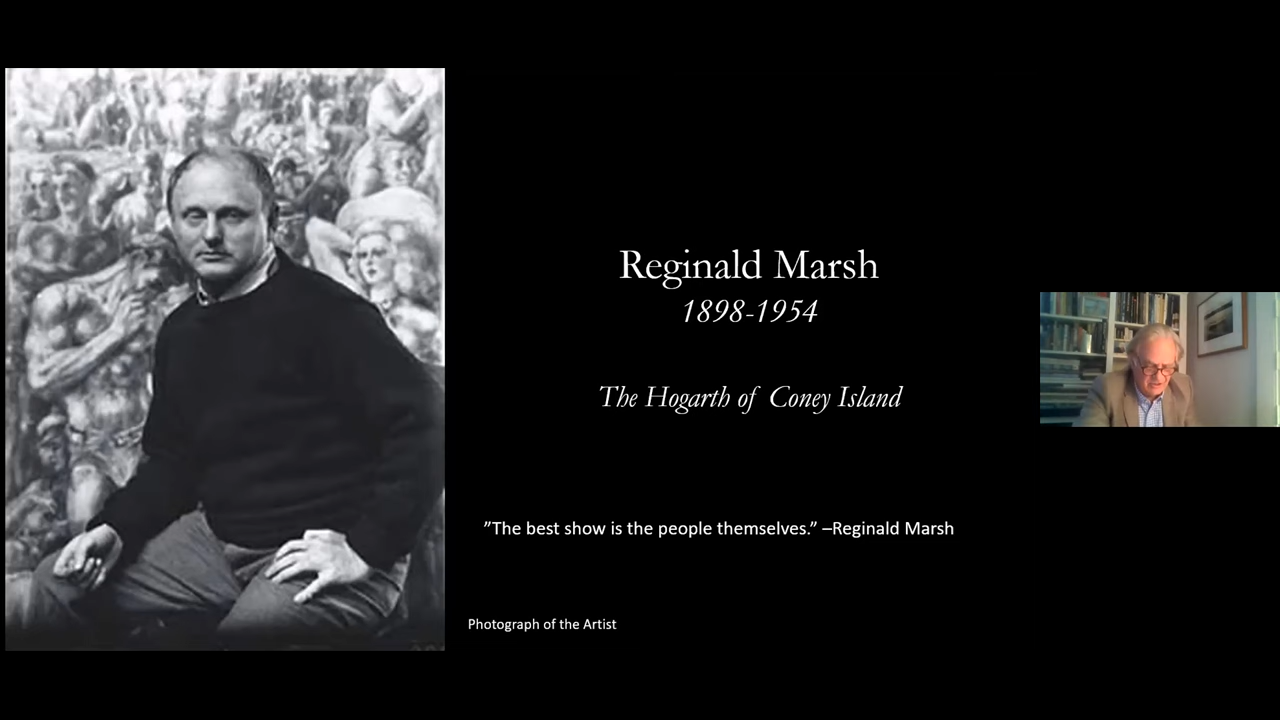 Reginald Marsh
1898-1954
The Hogarth of Coney Island
”The best show is the people themselves.” –Reginald Marsh
Photograph of the Artist